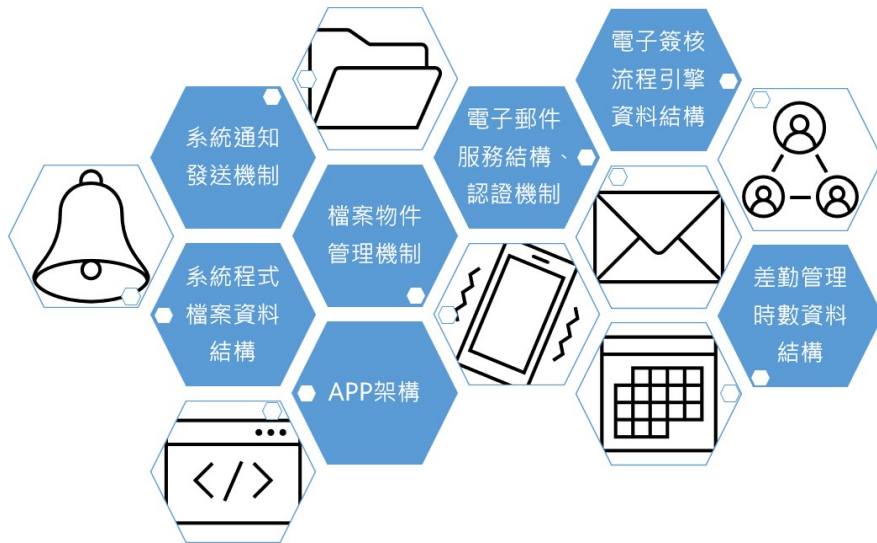 系統通知
發送機制
系統程式
檔案資料
結構
檔案物件
管理機制
APP架構
電子郵件
服務結構、
認證機制
電子簽核
流程引擎
資料結構
差勤管理
時數資料
結構